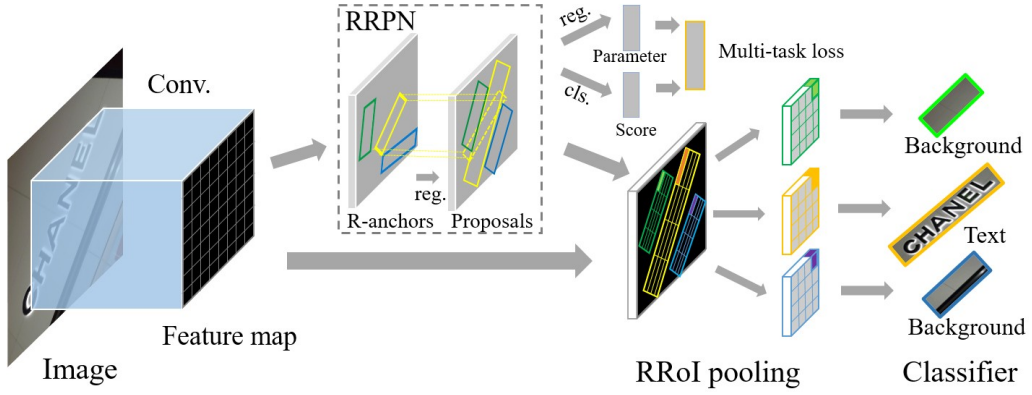 RRPN
reg.
Parameter
Multi-task loss
cls.
Score
Conv.
CHANEL
reg.
R-anchors
Proposals
Background
CHANEL
Text
Background
Feature map
Image
RRoI pooling
Classifier